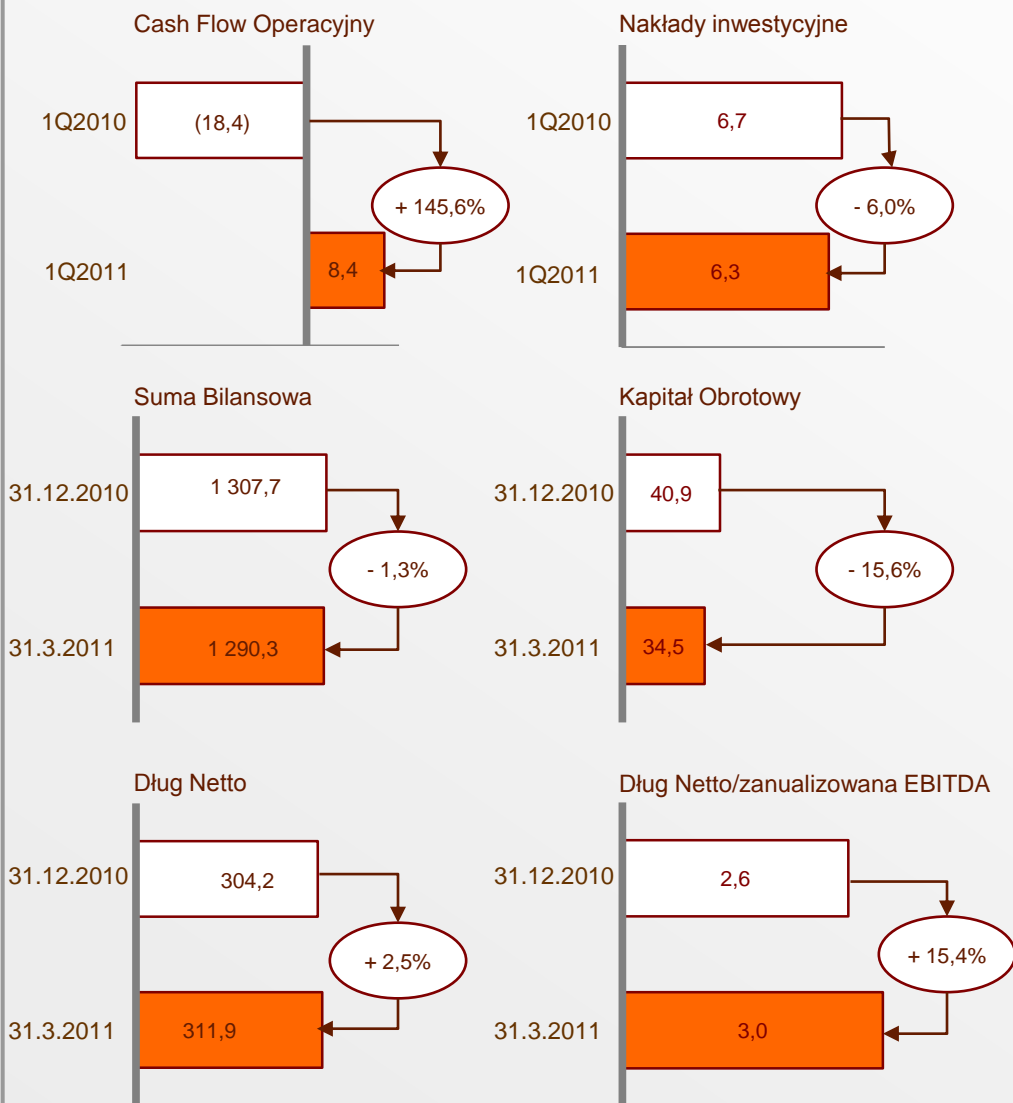 Cash Flow Operacyjny
1Q2010
(18,4)
+ 145,6%
1Q2011
8,4
Nakłady inwestycyjne
1Q2010
6,7
- 6,0%
1Q2011
6,3
Suma Bilansowa
31.12.2010
1 307,7
- 1,3%
31.3.2011
1 290,3
Kapitał Obrotowy
31.12.2010
40,9
- 15,6%
31.3.2011
34,5
Dług Netto
31.12.2010
304,2
+ 2,5%
31.3.2011
311,9
Dług Netto/zanualizowana EBITDA
31.12.2010
2,6
+ 15,4%
31.3.2011
3,0